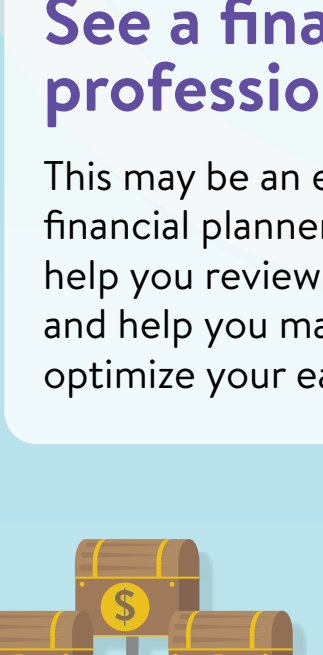 See a fina
professio
This may be an e
financial planner
help you review
and help you ma
optimize your ea
$